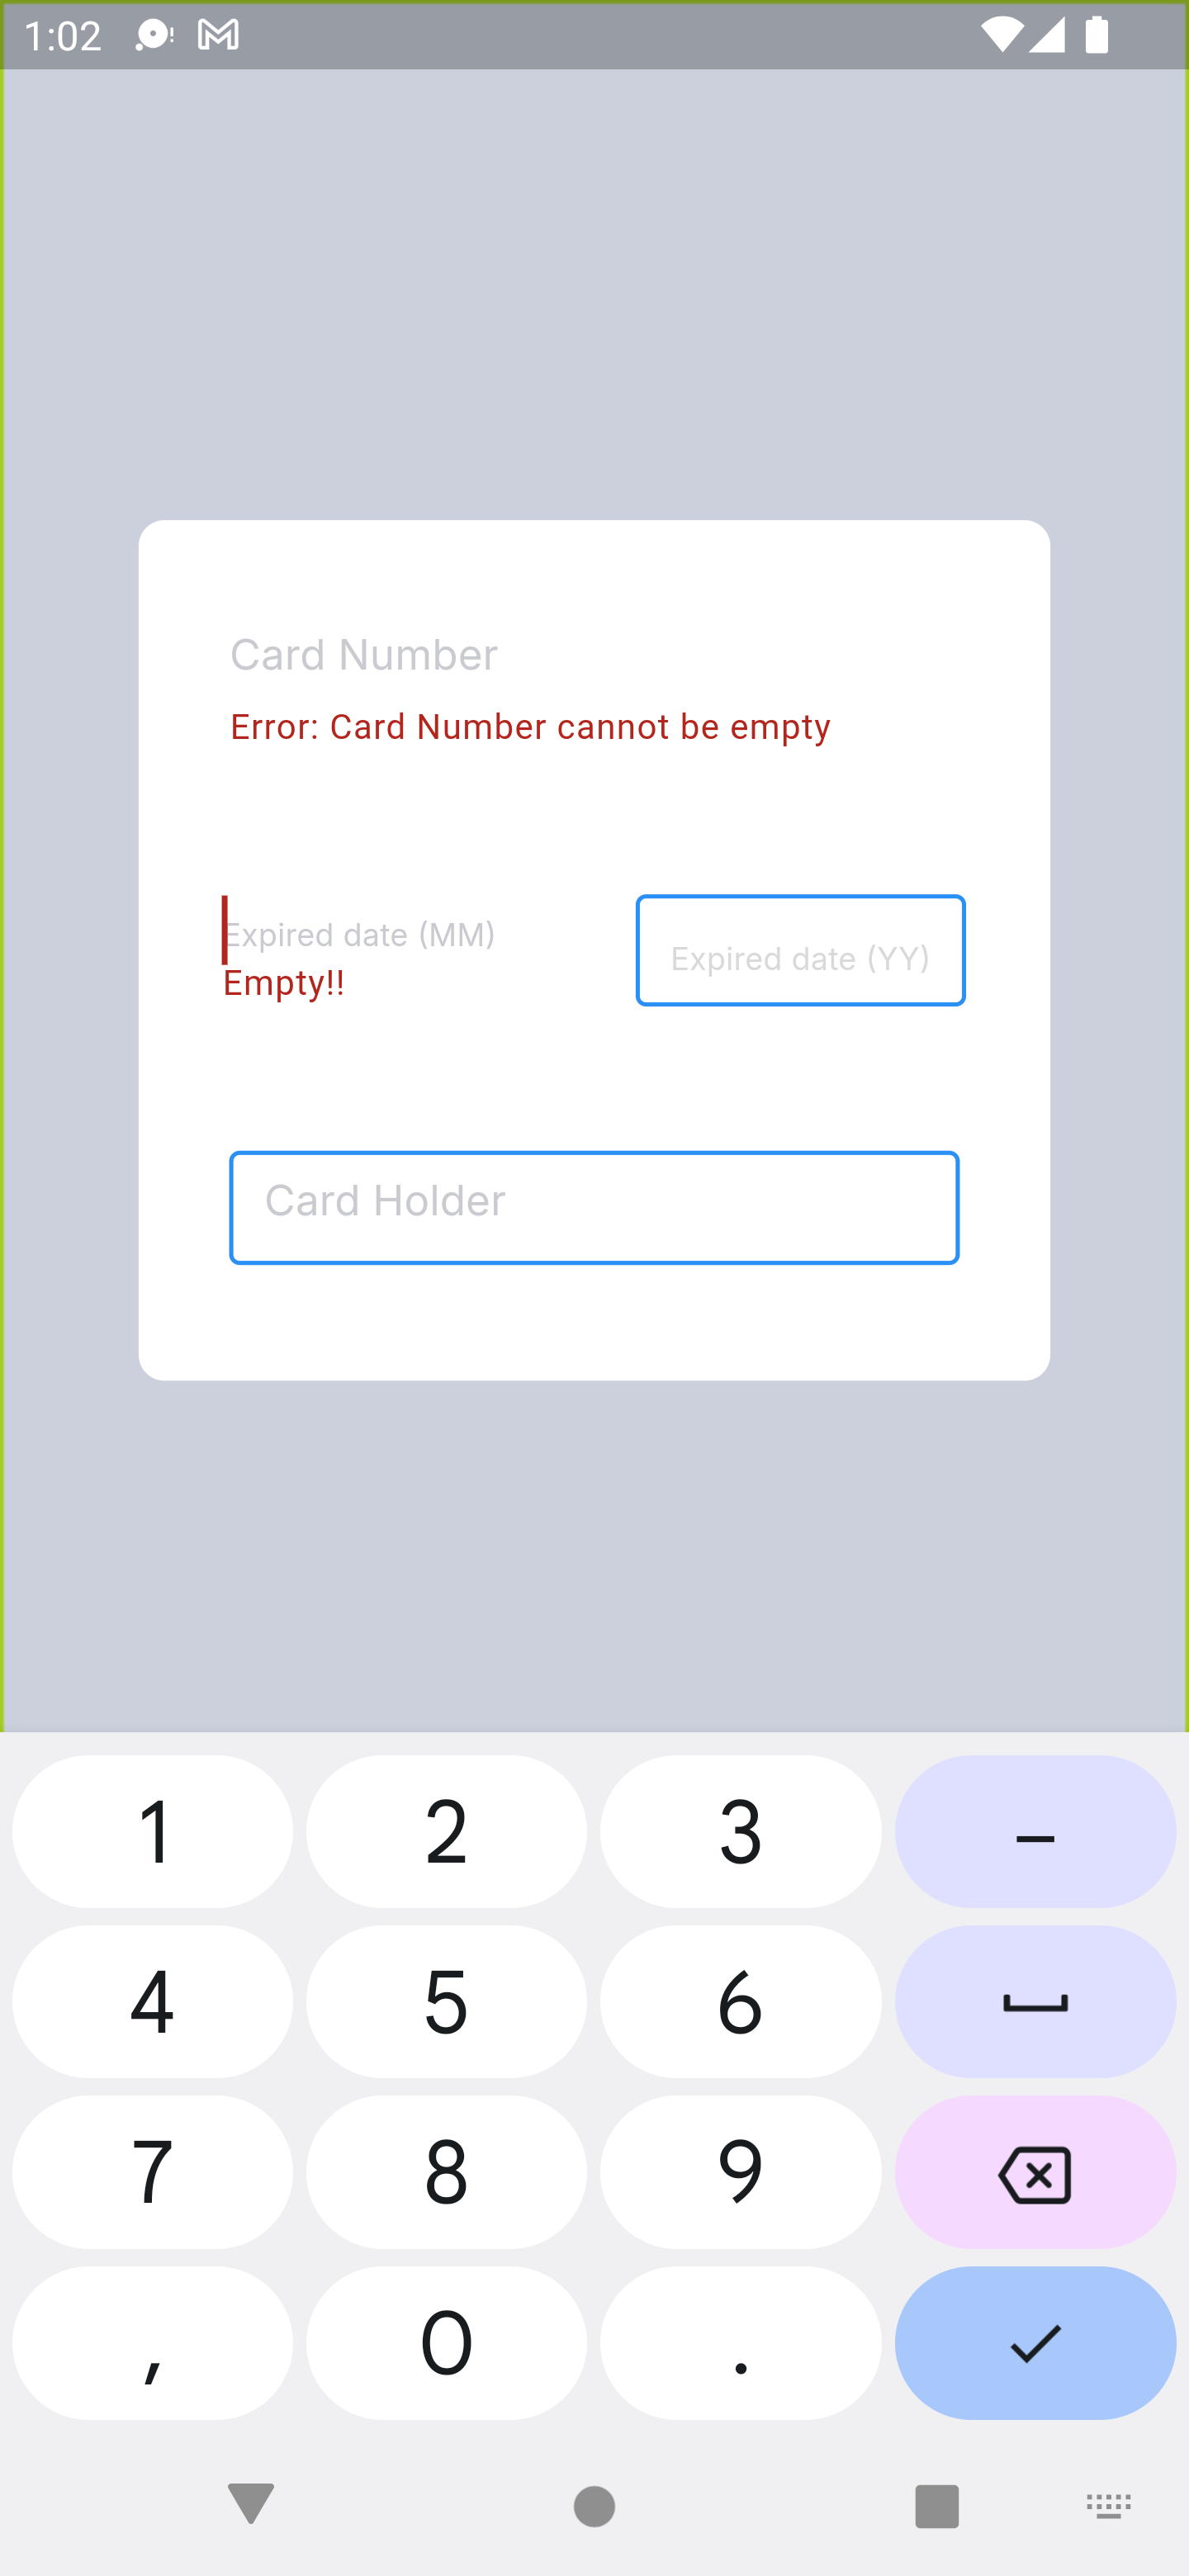 1:02
Card Number
Error: Card Number cannot be empty
Expired date (MM)
Expired date (YY)
Empty!!
Card Holder
1 2 3 –
4 5 6
7 8 9
, 0 .